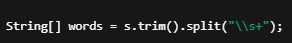 String[] words = s.trim().split("\\s+");